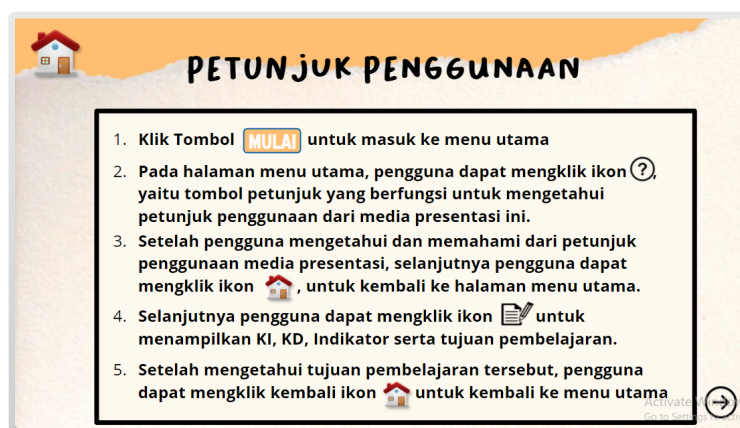 PETUNJUK PENGGUNAAN
1. Klik Tombol MULAI untuk masuk ke menu utama
2. Pada halaman menu utama, pengguna dapat mengklik ikon ?,
yaitu tombol petunjuk yang berfungsi untuk mengetahui
petunjuk penggunaan dari media presentasi ini.
3. Setelah pengguna mengetahui dan memahami dari petunjuk
penggunaan media presentasi, selanjutnya pengguna dapat
mengklik ikon , untuk kembali ke halaman menu utama.
4. Selanjutnya pengguna dapat mengklik ikon untuk
menampilkan KI, KD, Indikator serta tujuan pembelajaran.
5. Setelah mengetahui tujuan pembelajaran tersebut, pengguna
dapat mengklik kembali ikon untuk kembali ke menu utama
Activate
Go to Settings